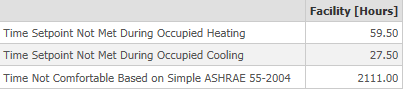 Facility [Hours]
Time Setpoint Not Met During Occupied Heating 59.50
Time Setpoint Not Met During Occupied Cooling 27.50
Time Not Comfortable Based on Simple ASHRAE 55-2004 2111.00